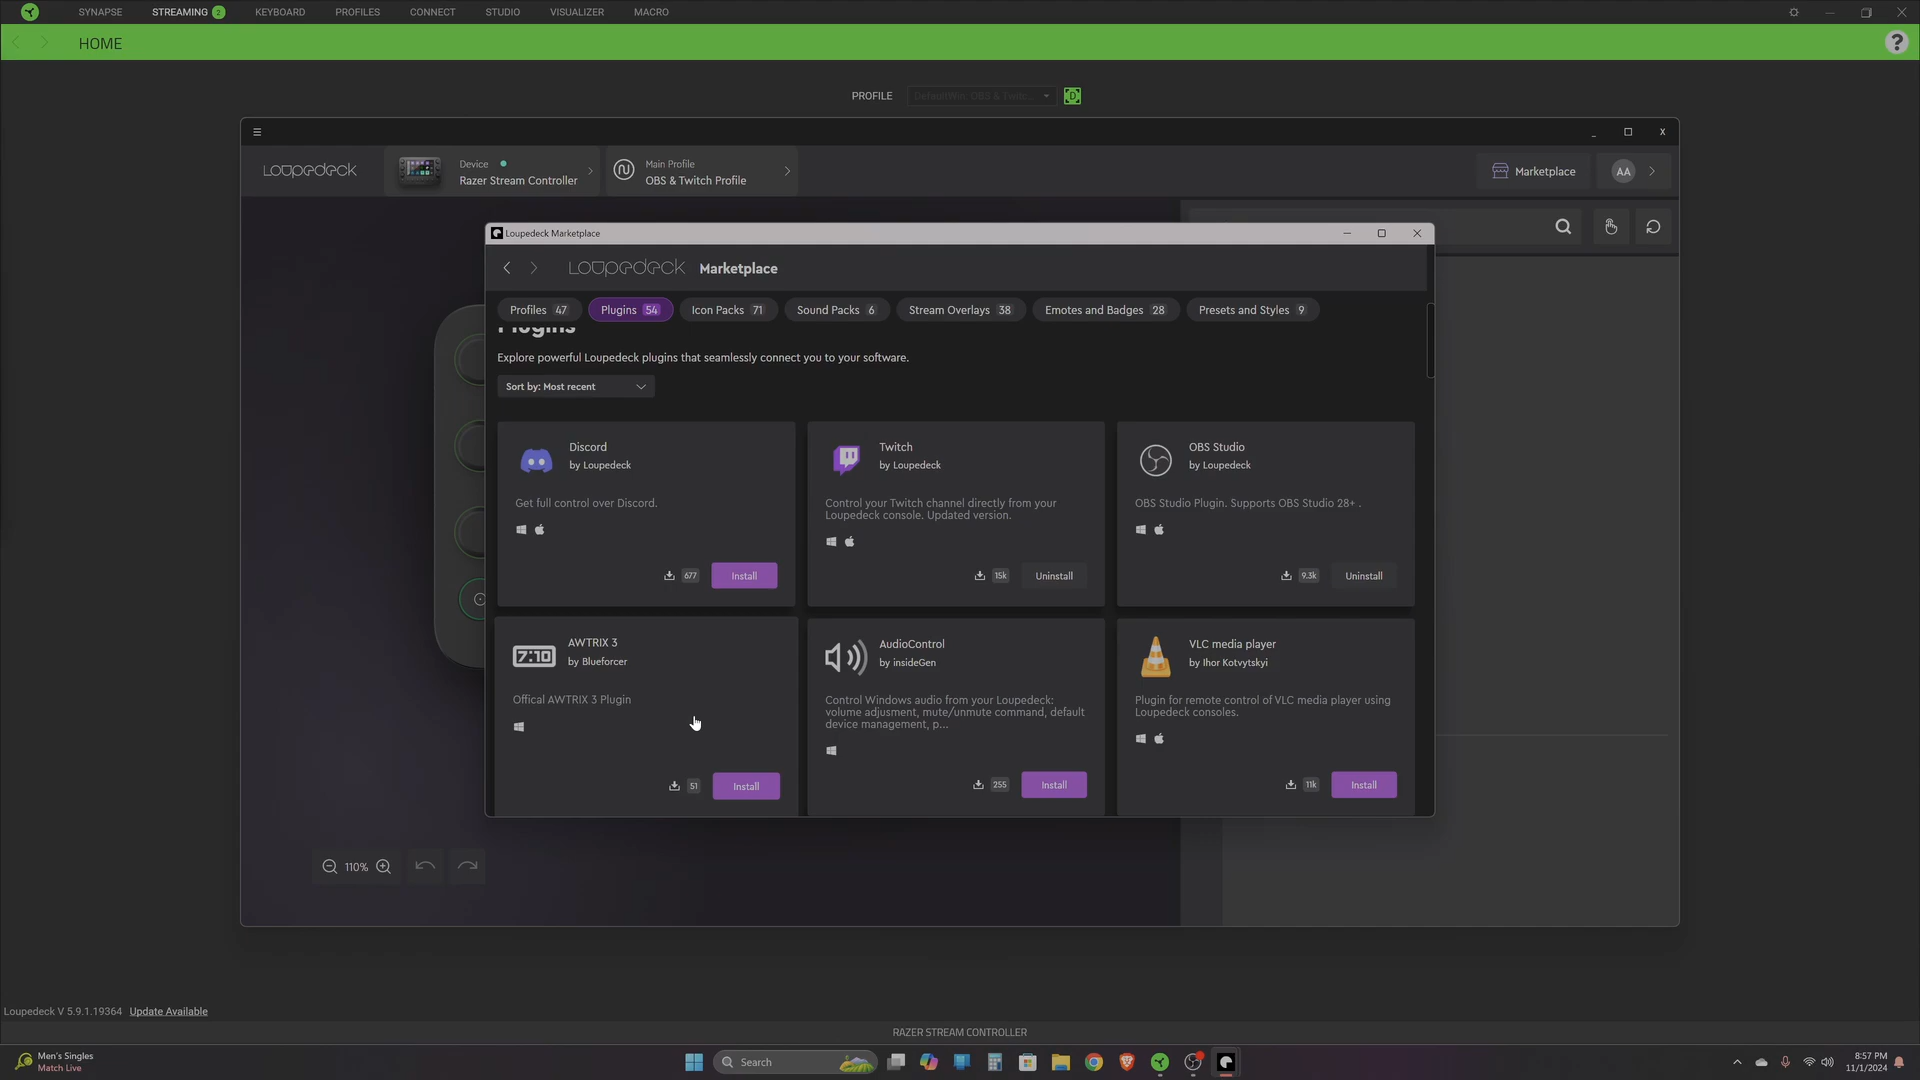 SYNAPSE STREAMING 2 KEYBOARD PROFILES CONNECT STUDIO VISUALIZER MACRO
HOME
?
PROFILE DefaultWin, OBS & Twitc...
D
Loupedeck
Device
Razer Stream Controller
Main Profile
OBS & Twitch Profile
Marketplace
AA
Loupedeck Marketplace
Loupedeck Marketplace
Profiles 47 Plugins 54 Icon Packs 71 Sound Packs 6 Stream Overlays 38 Emotes and Badges 28 Presets and Styles 9
Plugins
Explore powerful Loupedeck plugins that seamlessly connect you to your software.
Sort by: Most recent
Discord
by Loupedeck
Get full control over Discord.
677 Install
Twitch
by Loupedeck
Control your Twitch channel directly from your
Loupedeck console. Updated version.
15k Uninstall
OBS Studio
by Loupedeck
OBS Studio Plugin. Supports OBS Studio 28+ .
9.3k Uninstall
7:10
AWTRIX 3
by Blueforcer
Offical AWTRIX 3 Plugin
51 Install
AudioControl
by insideGen
Control Windows audio from your Loupedeck:
volume adjusment, mute/unmute command, default
device management, p...
255 Install
VLC media player
by Ihor Kotvytskyi
Plugin for remote control of VLC media player using
Loupedeck consoles.
11k Install
110%
Loupedeck V 5.9.1.19364 Update Available
RAZER STREAM CONTROLLER
Men's Singles
Match Live
Search
8:57 PM
11/1/2024